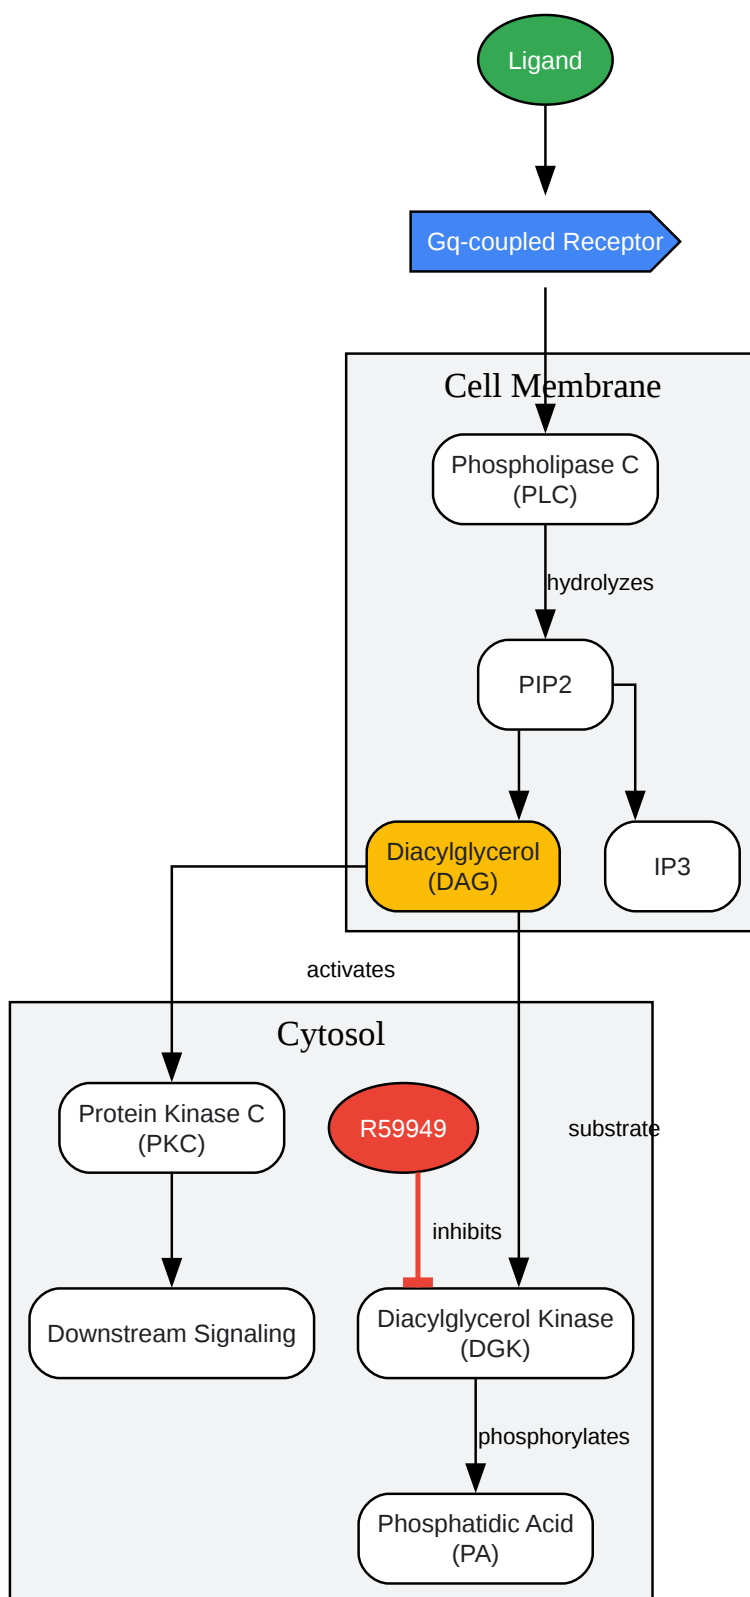 Ligand
Gq-coupled Receptor
Cell Membrane
Phospholipase C
(PLC)
hydrolyzes
PIP2
Diacylglycerol
(DAG)
IP3
activates
Cytosol
Protein Kinase C
(PKC)
R59949
substrate
inhibits
Downstream Signaling
Diacylglycerol Kinase
(DGK)
phosphorylates
Phosphatidic Acid
(PA)